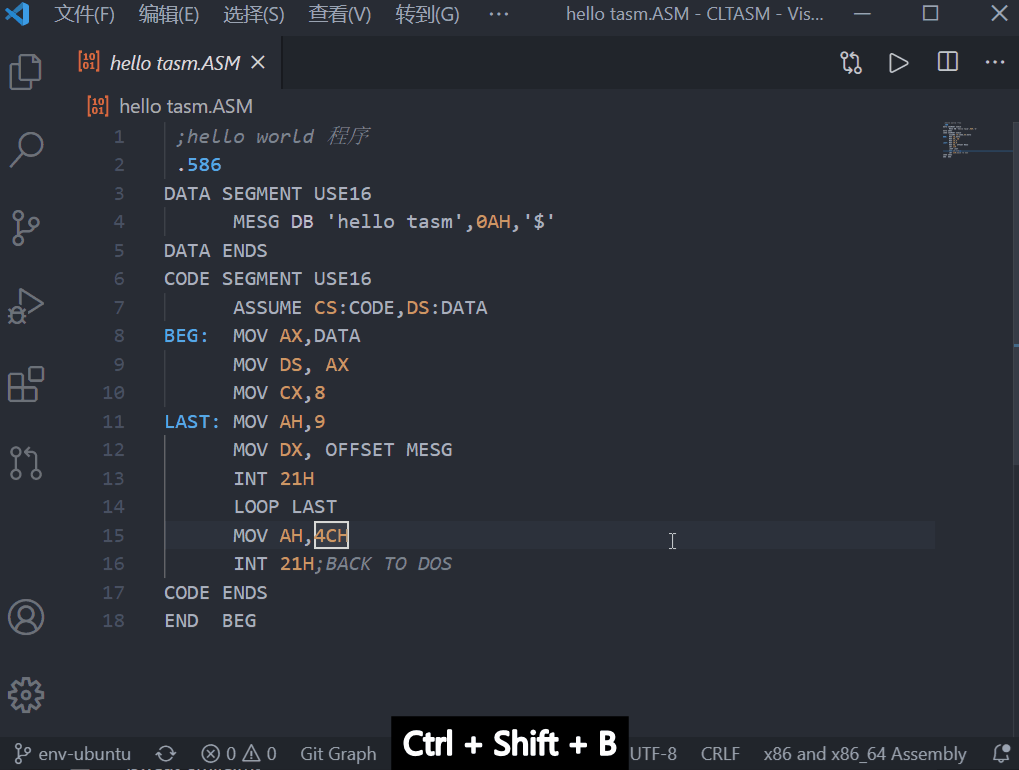 文件(F) 编辑(E) 选择(S) 查看(V) 转到(G) ··· hello tasm.ASM - CLTASM - Vis...
hello tasm.ASM
hello tasm.ASM
1 ;hello world 程序
2 .586
3 DATA SEGMENT USE16
4 MESG DB 'hello tasm',0AH,'$'
5 DATA ENDS
6 CODE SEGMENT USE16
7 ASSUME CS:CODE,DS:DATA
8 BEG: MOV AX,DATA
9 MOV DS, AX
10 MOV CX,8
11 LAST: MOV AH,9
12 MOV DX, OFFSET MESG
13 INT 21H
14 LOOP LAST
15 MOV AH,4CH
16 INT 21H;BACK TO DOS
17 CODE ENDS
18 END BEG
Ctrl + Shift + B
env-ubuntu 0 0 Git Graph UTF-8 CRLF x86 and x86_64 Assembly